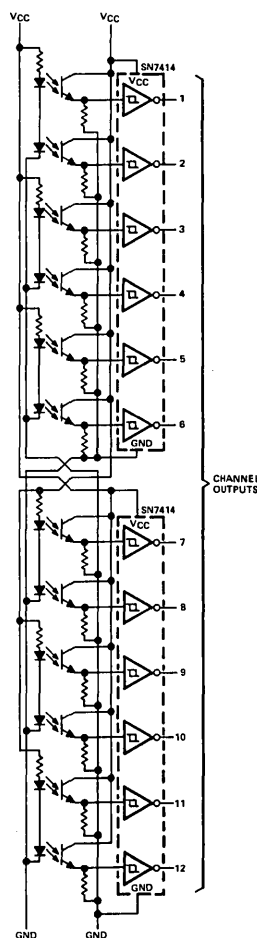 VCC VCC
SN7414
VCC
1
2
3
4
5
6
GND
CHANNEL
OUTPUTS
SN7414
VCC
7
8
9
10
11
12
GND
GND GND